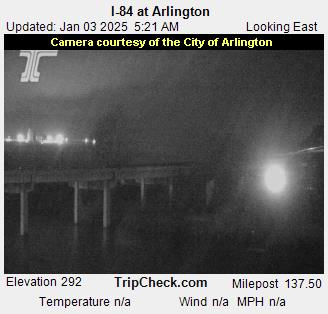 I-84 at Arlington
Updated: Jan 03 2025 5:21 AM Looking East
Camera courtesy of the City of Arlington
Elevation 292 TripCheck.com Milepost 137.50
Temperature n/a Wind n/a MPH n/a